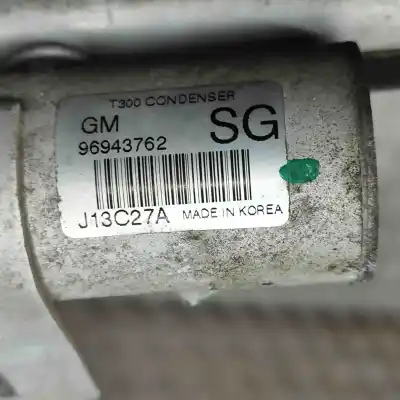 T300 CONDENSER
GM SG
96943762
J13C27A MADE IN KOREA